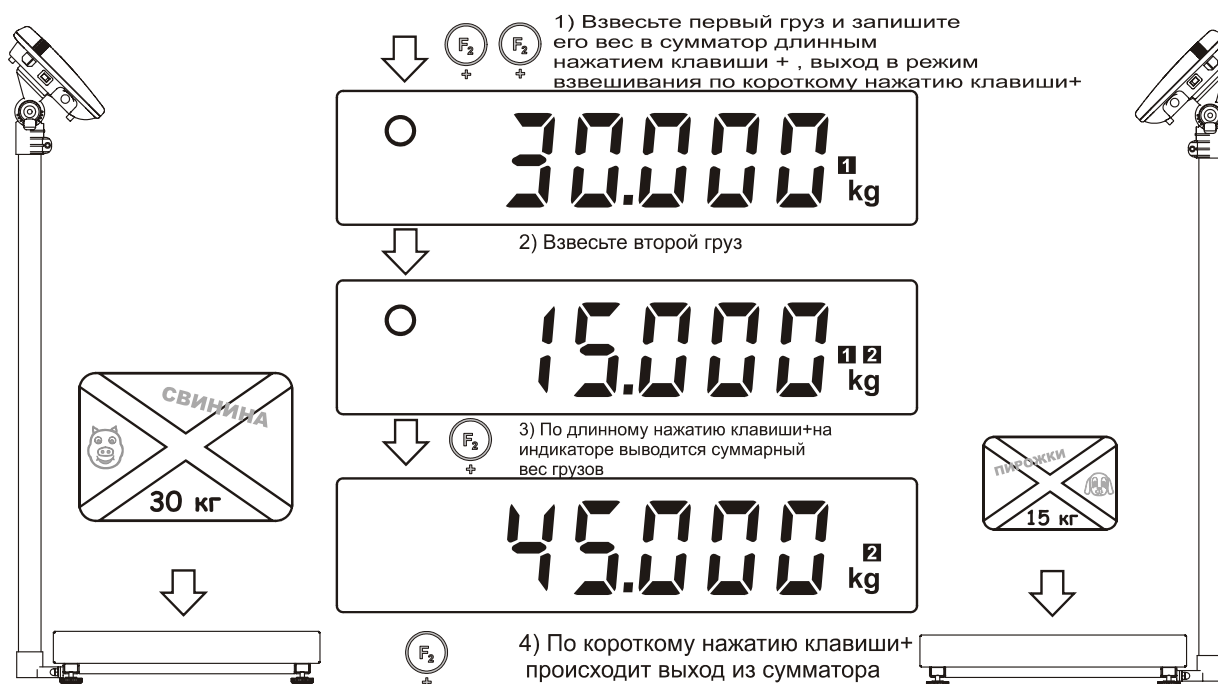 1) Взвесьте первый груз и запишите
его вес в сумматор длинным
нажатием клавиши + , выход в режим
взвешивания по короткому нажатию клавиши+
F2 F2
+ +
30.000
1
kg
2) Взвесьте второй груз
15.000
1 2
kg
СВИНИНА
30 кг
F2
+
3) По длинному нажатию клавиши+на
индикаторе выводится суммарный
вес грузов
45.000
2
kg
ПИРОЖКИ
15 кг
F2
+
4) По короткому нажатию клавиши+
происходит выход из сумматора